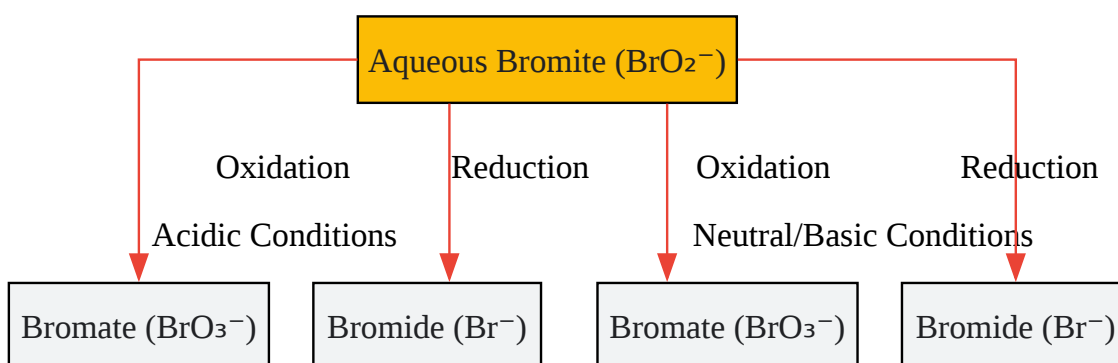 Aqueous Bromite (BrO₂⁻)
Oxidation Reduction Oxidation Reduction
Acidic Conditions Neutral/Basic Conditions
Bromate (BrO₃⁻) Bromide (Br⁻) Bromate (BrO₃⁻) Bromide (Br⁻)